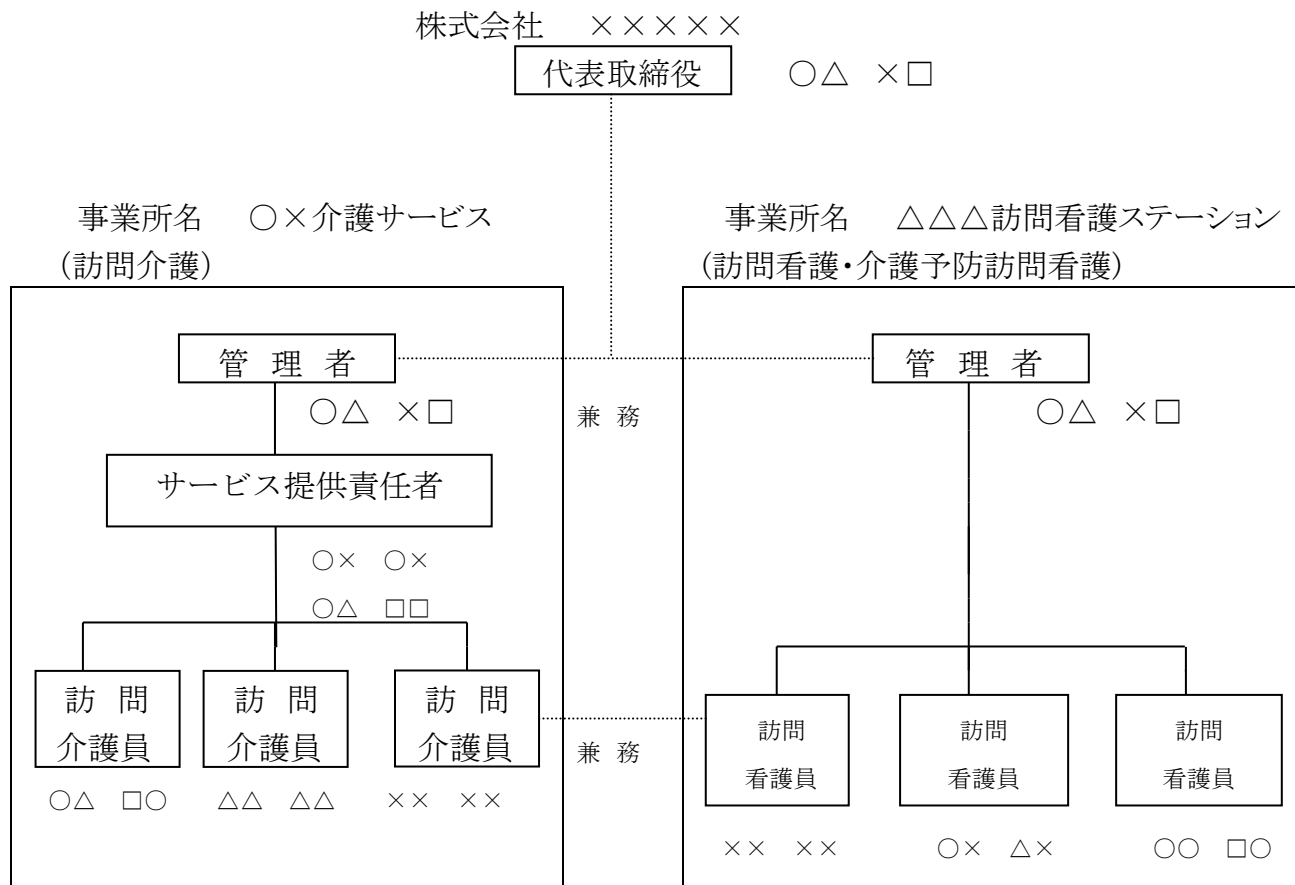 株式会社 ×××××
代表取締役 ○△ ×□
事業所名 ○×介護サービス
(訪問介護)
管 理 者
○△ ×□
サービス提供責任者
○× ○×
○△ □□
訪 問
介護員
訪 問
介護員
訪 問
介護員
○△ □○
△△ △△
×× ××
兼 務
兼 務
事業所名 △△△訪問看護ステーション
(訪問看護・介護予防訪問看護)
管 理 者
○△ ×□
訪問
看護員
訪問
看護員
訪問
看護員
×× ××
○× △×
○○ □○